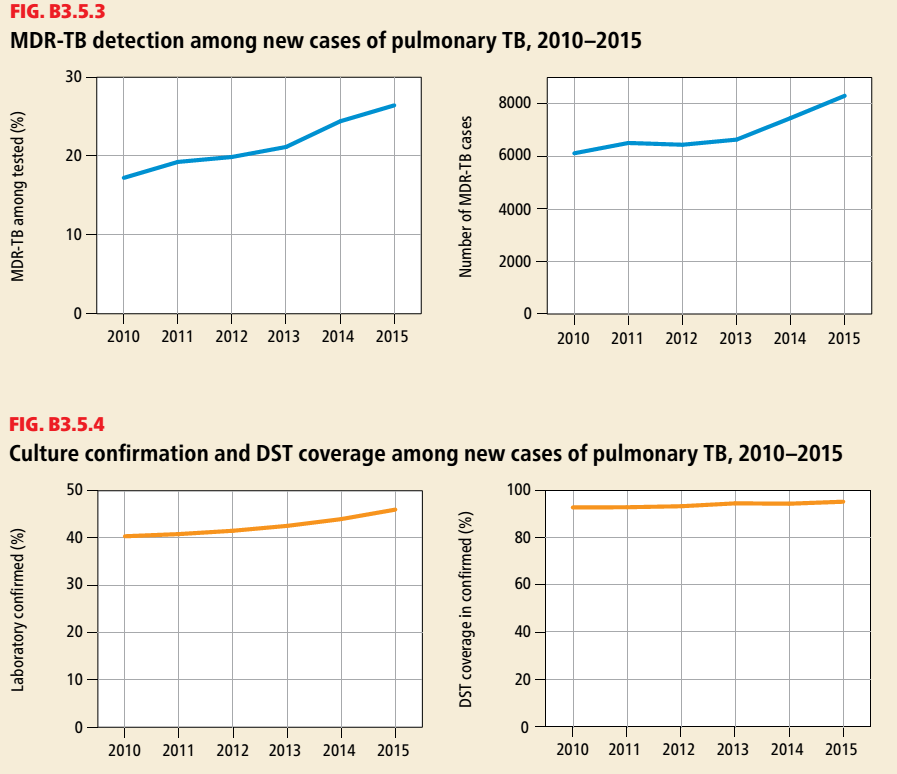 FIG. B3.5.3
MDR-TB detection among new cases of pulmonary TB, 2010–2015
MDR-TB among tested (%)
30
20
10
0
2010 2011 2012 2013 2014 2015
Number of MDR-TB cases
8000
6000
4000
2000
0
2010 2011 2012 2013 2014 2015
FIG. B3.5.4
Culture confirmation and DST coverage among new cases of pulmonary TB, 2010–2015
Laboratory confirmed (%)
50
40
30
20
10
0
2010 2011 2012 2013 2014 2015
DST coverage in confirmed (%)
100
80
60
40
20
0
2010 2011 2012 2013 2014 2015